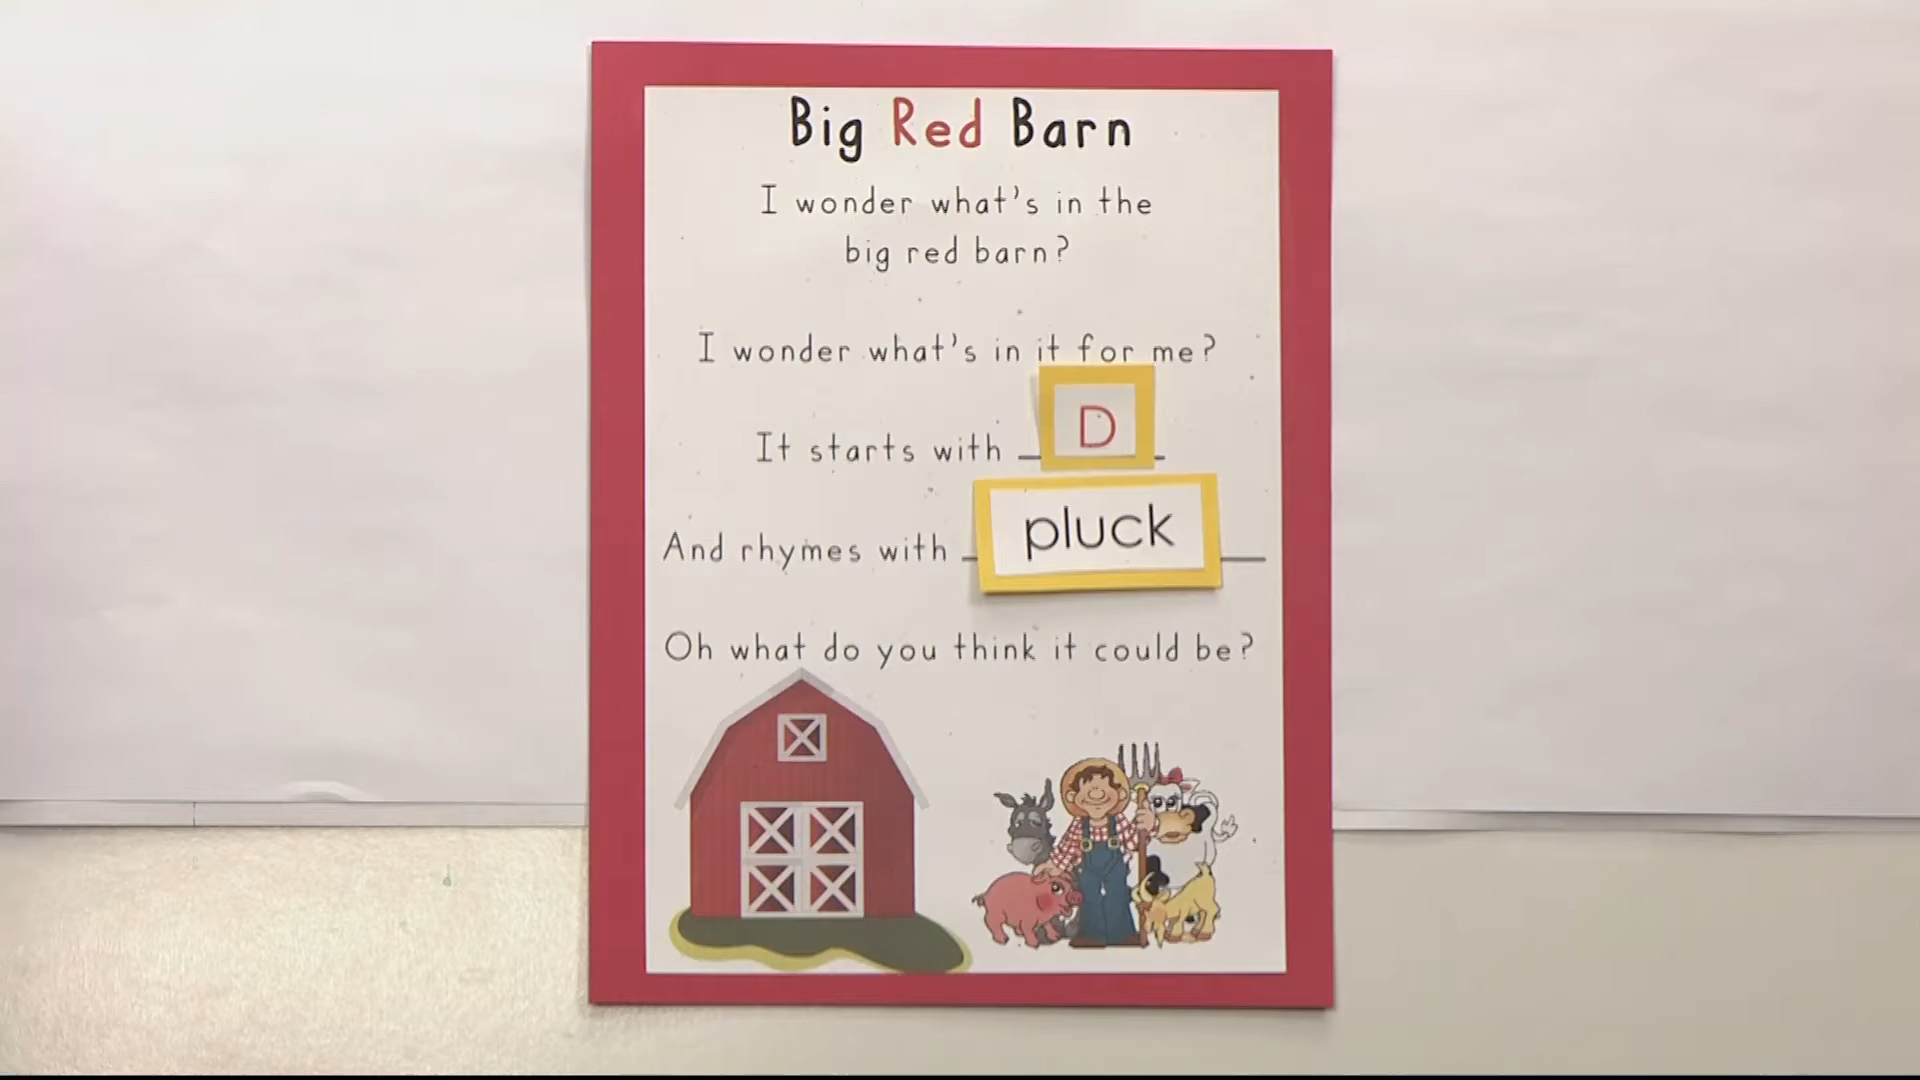 Big Red Barn
I wonder what's in the
big red barn?
I wonder what's in it for me?
It starts with D
And rhymes with pluck
Oh what do you think it could be?